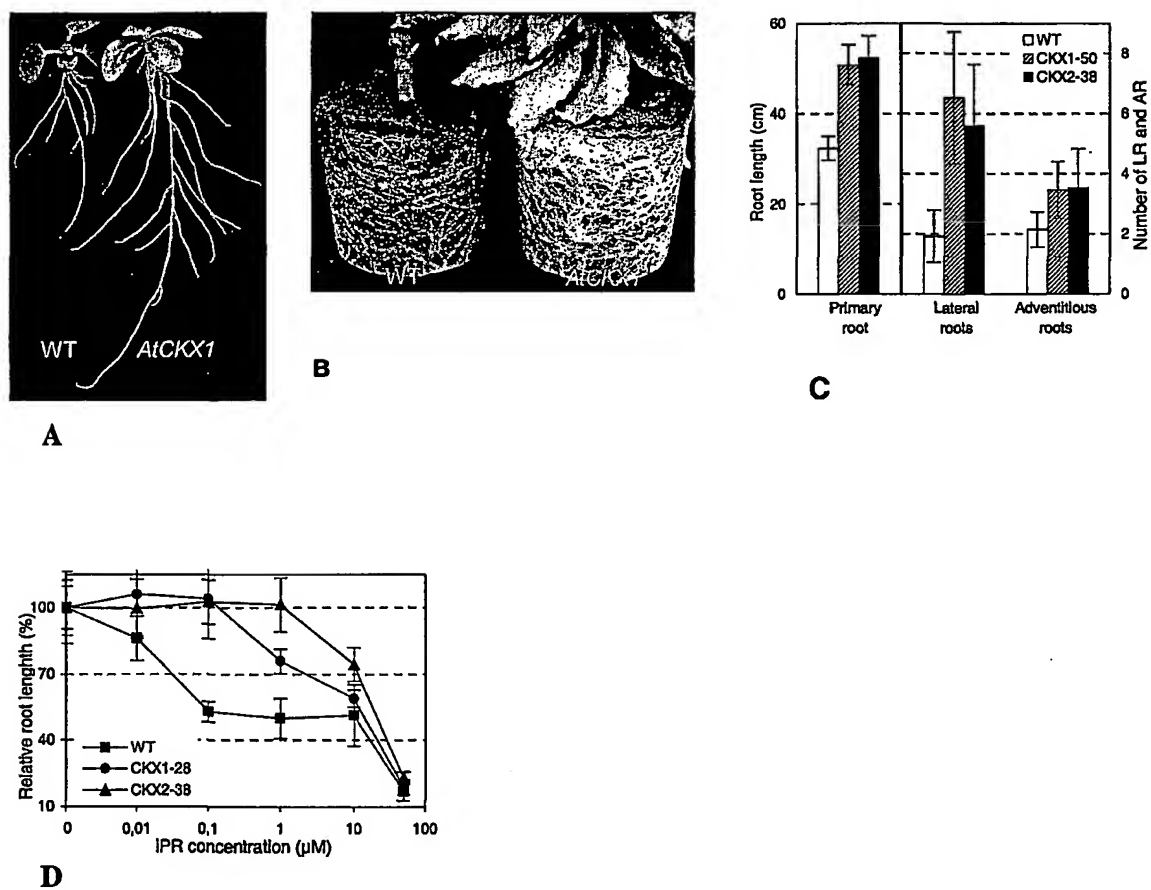 WT AtCKX1
A
WT AtCKX1
B
60
40
20
0
Root length (cm)
WT
CKX1-50
CKX2-38
8
6
4
2
0
Number of LR and AR
Primary root
Lateral roots
Adventitious roots
C
100
70
40
10
Relative root lenghth (%)
WT
CKX1-28
CKX2-38
0 0,01 0,1 1 10 100
IPR concentration (µM)
D